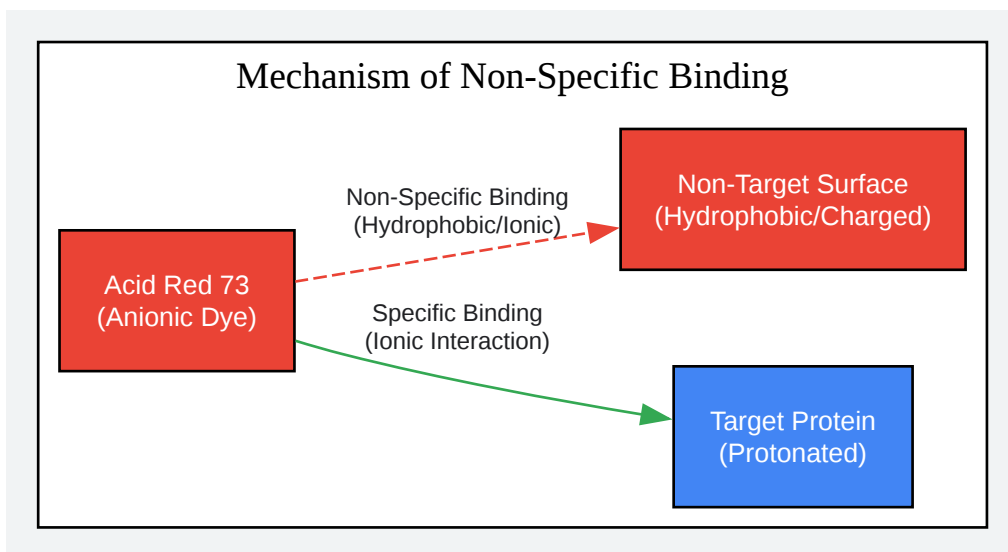 Mechanism of Non-Specific Binding
Non-Target Surface
(Hydrophobic/Charged)
Non-Specific Binding
(Hydrophobic/Ionic)
Acid Red 73
(Anionic Dye)
Specific Binding
(Ionic Interaction)
Target Protein
(Protonated)